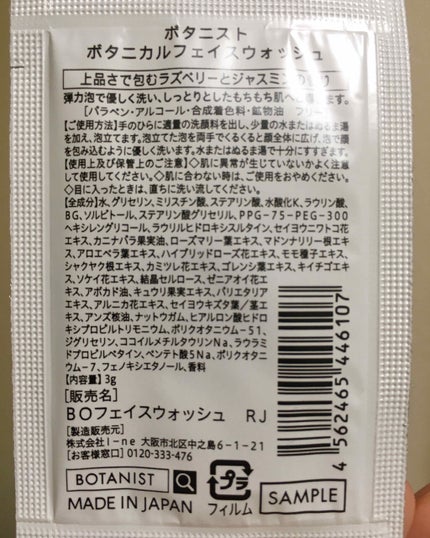 ボタニスト
ボタニカルフェイスウォッシュ
上品さで包むラズベリーとジャスミンの香り
弾力泡で優しく洗い、しっとりとしたもちもち肌へ導きます。
[パラベン・アルコール・合成着色料・鉱物油 フリー]
【ご使用方法】手のひらに適量の洗顔料を出し、少量の水またはぬるま湯
を加え、泡立てます。泡立てた泡を両手でくるくると顔全体に広げ、泡で顔
を包み込むように優しく洗います。水またはぬるま湯で十分にすすぎます。
【使用上及び保管上のご注意】◇肌に異常が生じていないかよく注意
して使用してください。◇肌に合わない時は、ご使用をおやめください。
◇目に入ったときは、直ちに洗い流してください。
【全成分】水、グリセリン、ミリスチン酸、ステアリン酸、水酸化K、ラウリン酸、
BG、ソルビトール、ステアリン酸グリセリル、PPG-75-PEG-300
ヘキシレングリコール、ラウリルヒドロキシスルタイン、セイヨウニワトコ花
エキス、カニナバラ果実油、ローズマリー葉エキス、マドンナリリー根エキ
ス、アロエベラ葉エキス、ハイブリッドローズ花エキス、モモ種子エキス、
シャクヤク根エキス、カミツレ花エキス、ゴレンシ葉エキス、キイチゴエ
キス、ソケイ花エキス、結晶セルロース、ゼニアオイ花エ
キス、アボカド油、キュウリ果実エキス、パリエタリア
エキス、アルニカ花エキス、セイヨウキズタ葉／茎エ
キス、アンズ核油、ナットウガム、ヒアルロン酸ヒドロ
キシプロピルトリモニウム、ポリクオタニウム-51、
ジグリセリン、ココイルメチルタウリンNa、ラウラミ
ドプロピルベタイン、ペンテト酸5Na、ポリクオタニ
ウム-7、フェノキシエタノール、香料
【内容量】3g
[販売名]
BOフェイスウォッシュ RJ
[製造販売元]
株式会社I-ne 大阪市北区中之島6-1-21
[お客様窓口] 0120-333-476
BOTANIST
プラ
フィルム
MADE IN JAPAN
SAMPLE
4 562465 446107